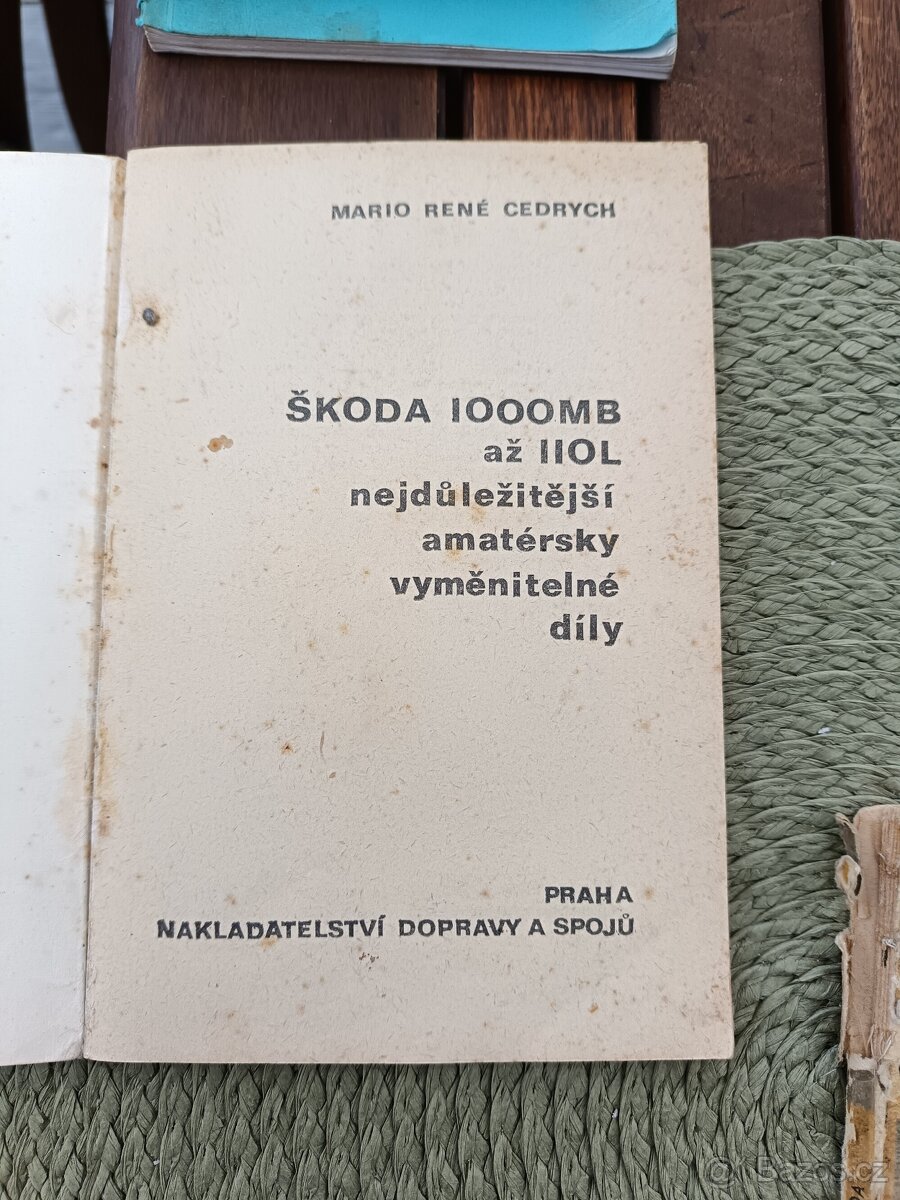 MARIO RENÉ CEDRYCH
ŠKODA 1000MB
až 110L
nejdůležitější
amatérsky
vyměnitelné
díly
PRAHA
NAKLADATELSTVÍ DOPRAVY A SPOJŮ
@ Bazoš.cz